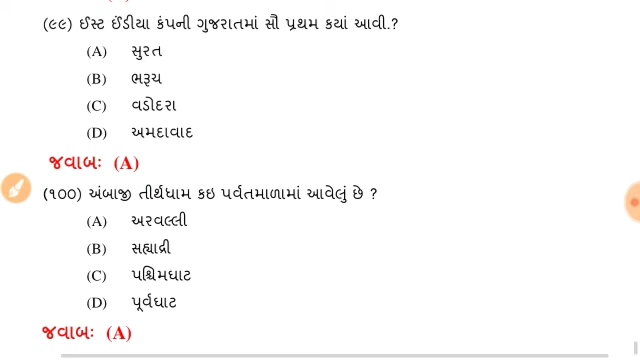 (૯૯) ઈસ્ટ ઈંડીયા કંપની ગુજરાતમાં સૌ પ્રથમ કયાં આવી.?
(A) સુરત
(B) ભરૂચ
(C) વડોદરા
(D) અમદાવાદ
જવાબઃ (A)
(૧૦૦) અંબાજી તીર્થધામ કઇ પર્વતમાળામાં આવેલું છે ?
(A) અરવલ્લી
(B) સહ્યાદ્રી
(C) પશ્ચિમઘાટ
(D) પૂર્વઘાટ
જવાબઃ (A)